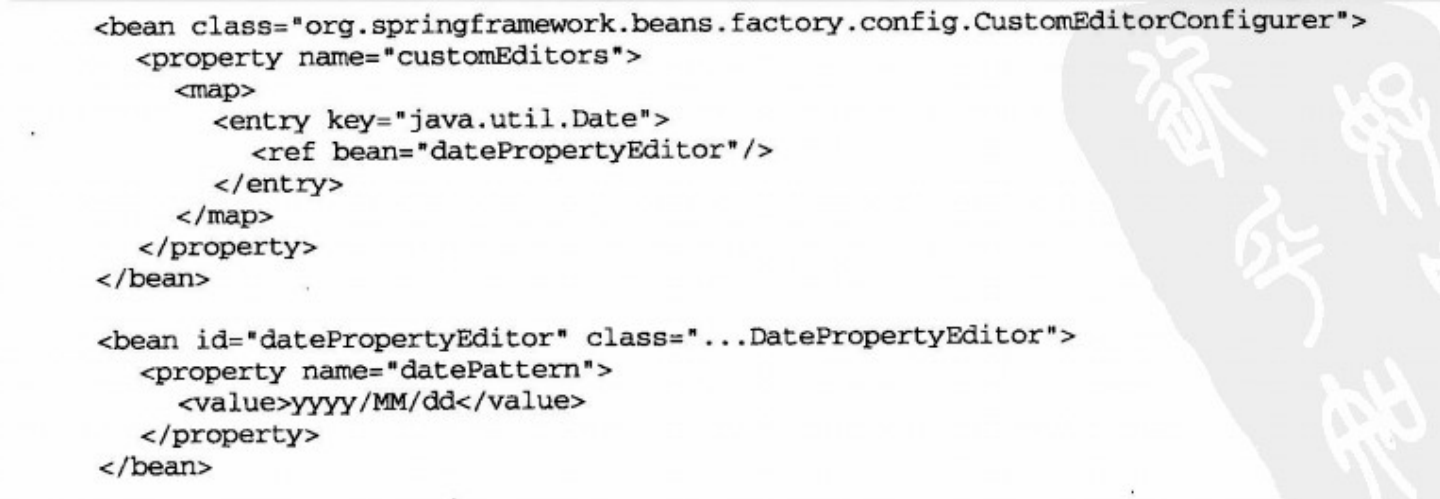 <bean class="org.springframework.beans.factory.config.CustomEditorConfigurer">
<property name="customEditors">
<map>
<entry key="java.util.Date">
<ref bean="datePropertyEditor"/>
</entry>
</map>
</property>
</bean>
<bean id="datePropertyEditor" class="...DatePropertyEditor">
<property name="datePattern">
<value>yyyy/MM/dd</value>
</property>
</bean>